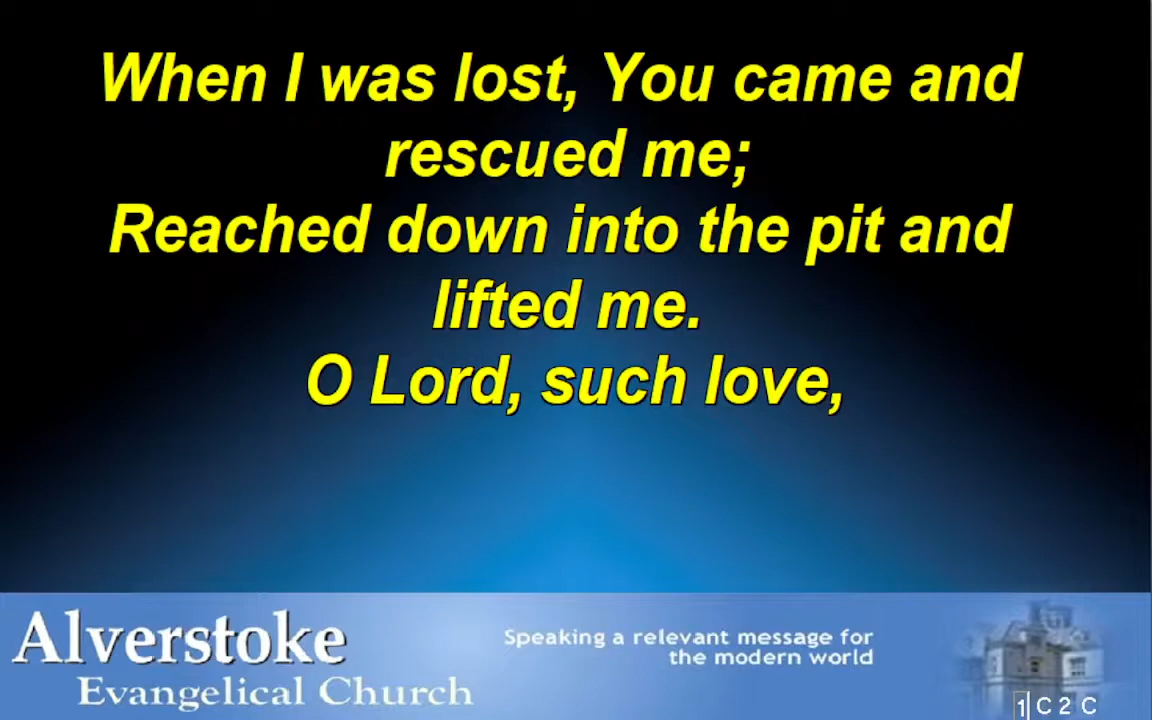 When I was lost, You came and
rescued me;
Reached down into the pit and
lifted me.
O Lord, such love,
Alverstoke
Evangelical Church
Speaking a relevant message for
the modern world
1 C 2 C